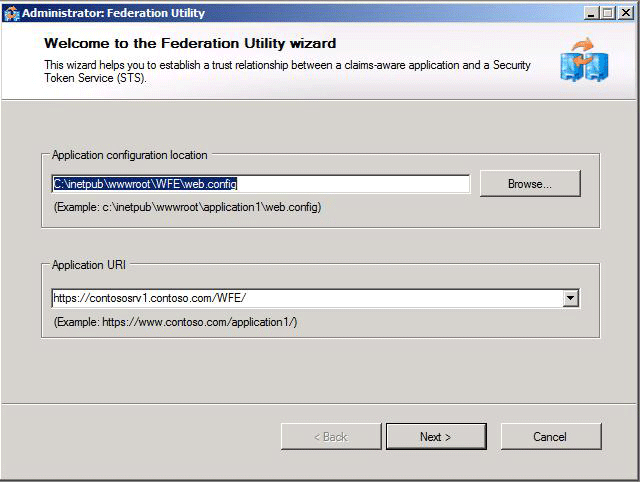 Administrator: Federation Utility
Welcome to the Federation Utility wizard
This wizard helps you to establish a trust relationship between a claims-aware application and a Security
Token Service (STS).
Application configuration location
C:\inetpub\wwwroot\WFE\web.config
Browse...
(Example: c:\inetpub\wwwroot\application1\web.config)
Application URI
https://contososrv1.contoso.com/WFE/
(Example: https://www.contoso.com/application1/)
< Back
Next >
Cancel